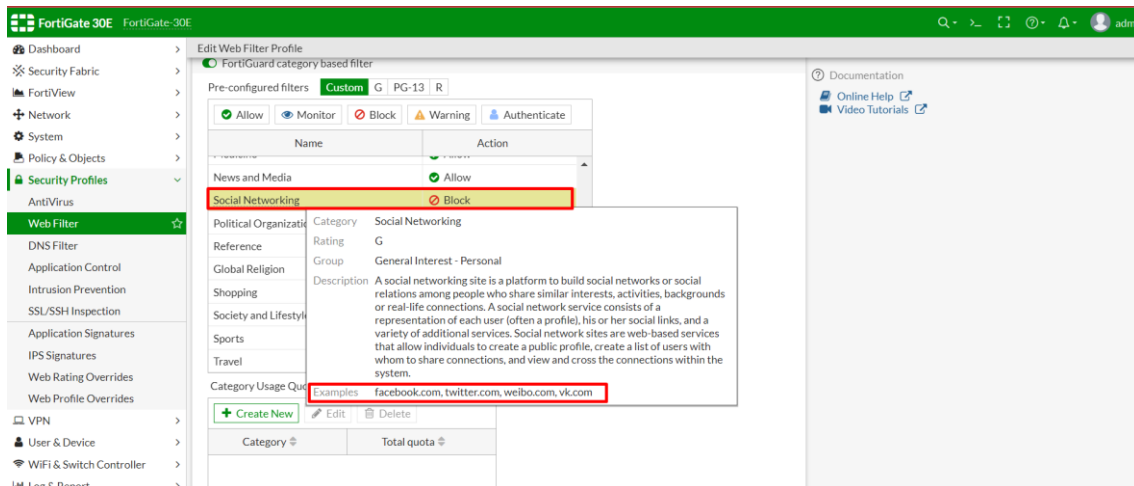 FortiGate 30E FortiGate-30E
adm
Dashboard
Security Fabric
FortiView
Network
System
Policy & Objects
Security Profiles
AntiVirus
Web Filter
DNS Filter
Application Control
Intrusion Prevention
SSL/SSH Inspection
Application Signatures
IPS Signatures
Web Rating Overrides
Web Profile Overrides
VPN
User & Device
WiFi & Switch Controller
Log & Report
Edit Web Filter Profile
FortiGuard category based filter
Pre-configured filters Custom G PG-13 R
Allow Monitor Block Warning Authenticate
Name Action
News and Media Allow
Social Networking Block
Political Organizatio
Reference
Global Religion
Shopping
Society and Lifestyl
Sports
Travel
Category Social Networking
Rating G
Group General Interest - Personal
Description A social networking site is a platform to build social networks or social
relations among people who share similar interests, activities, backgrounds
or real-life connections. A social network service consists of a
representation of each user (often a profile), his or her social links, and a
variety of additional services. Social network sites are web-based services
that allow individuals to create a public profile, create a list of users with
whom to share connections, and view and cross the connections within the
system.
Examples facebook.com, twitter.com, weibo.com, vk.com
Category Usage Quo
Create New Edit Delete
Category Total quota
Documentation
Online Help
Video Tutorials